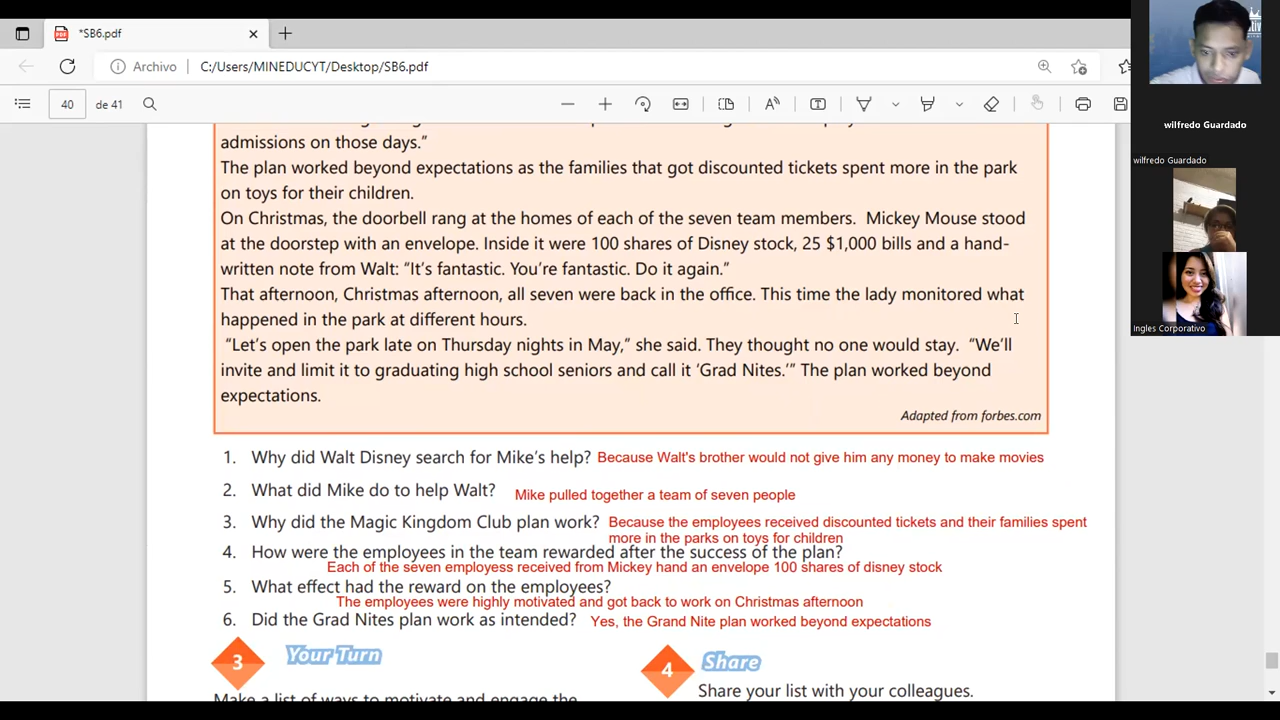 *SB6.pdf
Archivo C:/Users/MINEDUCYT/Desktop/SB6.pdf
40 de 41
admissions on those days.”
The plan worked beyond expectations as the families that got discounted tickets spent more in the park
on toys for their children.
On Christmas, the doorbell rang at the homes of each of the seven team members. Mickey Mouse stood
at the doorstep with an envelope. Inside it were 100 shares of Disney stock, 25 $1,000 bills and a hand-
written note from Walt: “It’s fantastic. You’re fantastic. Do it again.”
That afternoon, Christmas afternoon, all seven were back in the office. This time the lady monitored what
happened in the park at different hours.
“Let’s open the park late on Thursday nights in May,” she said. They thought no one would stay. “We’ll
invite and limit it to graduating high school seniors and call it ‘Grad Nites.’” The plan worked beyond
expectations.
Adapted from forbes.com
1. Why did Walt Disney search for Mike’s help? Because Walt's brother would not give him any money to make movies
2. What did Mike do to help Walt? Mike pulled together a team of seven people
3. Why did the Magic Kingdom Club plan work? Because the employees received discounted tickets and their families spent
more in the parks on toys for children
4. How were the employees in the team rewarded after the success of the plan?
Each of the seven employess received from Mickey hand an envelope 100 shares of disney stock
5. What effect had the reward on the employees?
The employees were highly motivated and got back to work on Christmas afternoon
6. Did the Grad Nites plan work as intended? Yes, the Grand Nite plan worked beyond expectations
3 Your Turn
4 Share
Make a list of ways to motivate and engage the
Share your list with your colleagues.
wilfredo Guardado
wilfredo Guardado
Ingles Corporativo